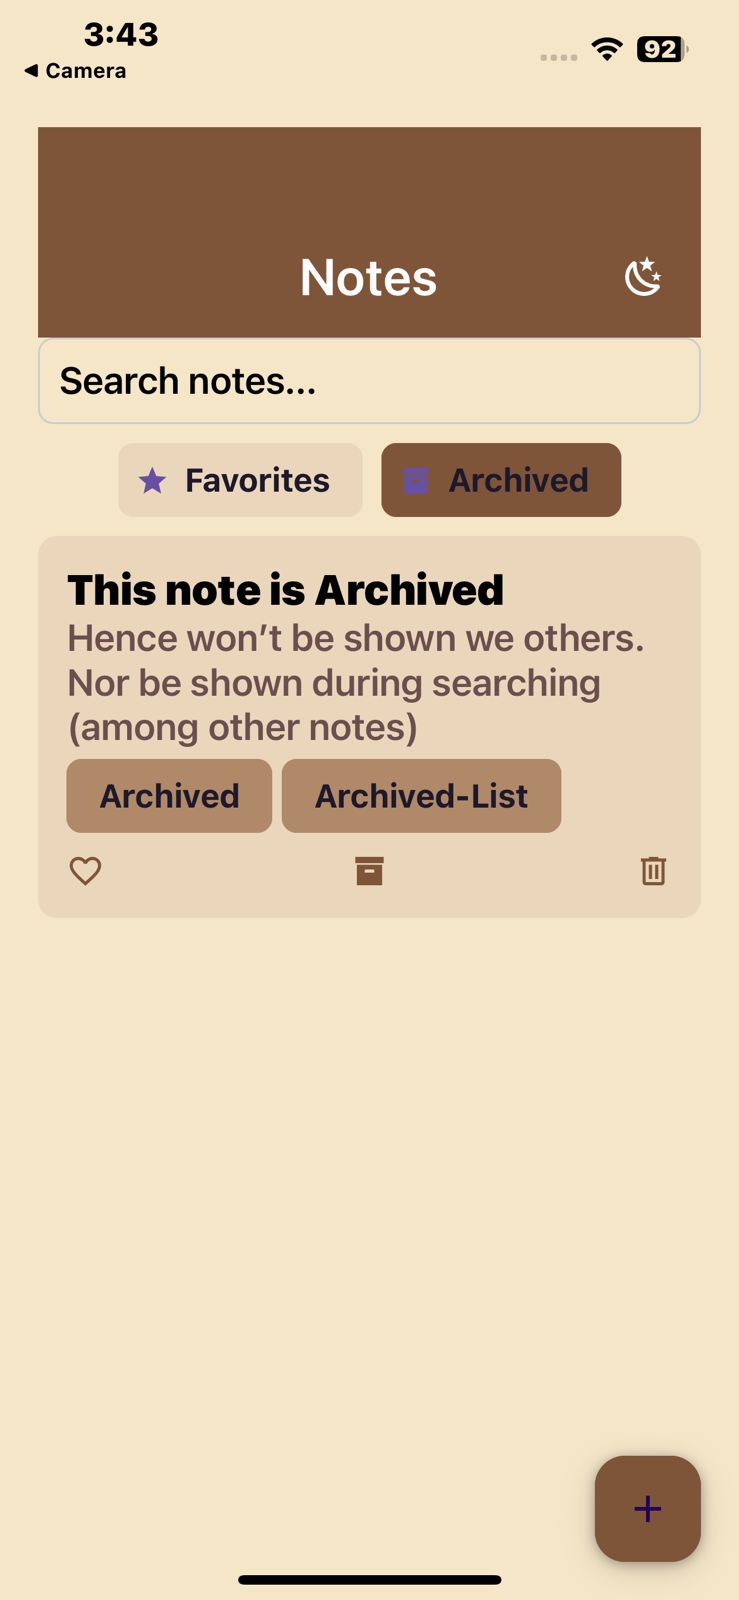 3:43
92
Camera
Notes
Search notes...
Favorites
Archived
This note is Archived
Hence won’t be shown we others.
Nor be shown during searching
(among other notes)
Archived
Archived-List